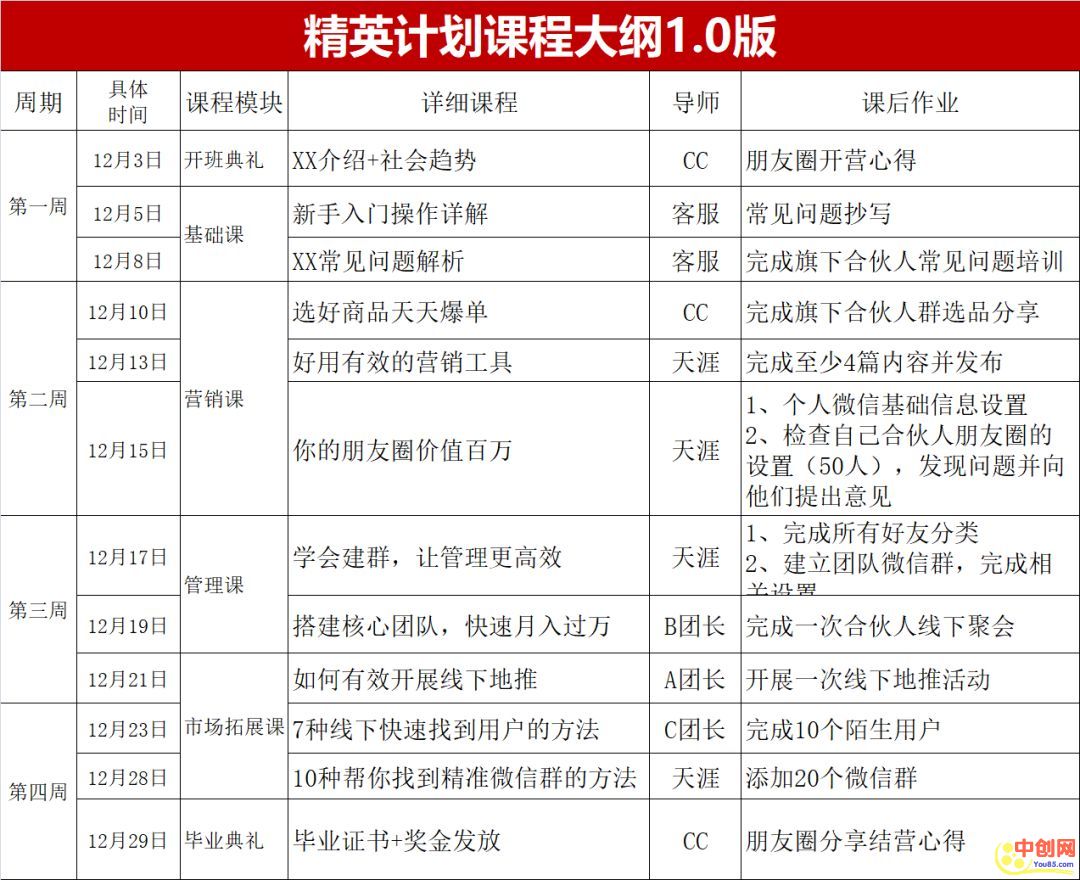 精英计划课程大纲1.0版
周期
具体
时间
课程模块
详细课程
导师
课后作业
第一周
12月3日
开班典礼
XX介绍+社会趋势
CC
朋友圈开营心得
12月5日
基础课
新手入门操作详解
客服
常见问题抄写
12月8日
XX常见问题解析
客服
完成旗下合伙人常见问题培训
第二周
12月10日
营销课
选好商品天天爆单
CC
完成旗下合伙人群选品分享
12月13日
好用有效的营销工具
天涯
完成至少4篇内容并发布
12月15日
你的朋友圈价值百万
天涯
1、个人微信基础信息设置
2、检查自己合伙人朋友圈的
设置（50人），发现问题并向
他们提出意见
第三周
12月17日
管理课
学会建群，让管理更高效
天涯
1、完成所有好友分类
2、建立团队微信群，完成相
关设置
12月19日
搭建核心团队，快速月入过万
B团长
完成一次合伙人线下聚会
12月21日
市场拓展课
如何有效开展线下地推
A团长
开展一次线下地推活动
第四周
12月23日
7种线下快速找到用户的方法
C团长
完成10个陌生用户
12月28日
10种帮你找到精准微信群的方法
天涯
添加20个微信群
12月29日
毕业典礼
毕业证书+奖金发放
CC
朋友圈分享结营心得
中创网
You85.com